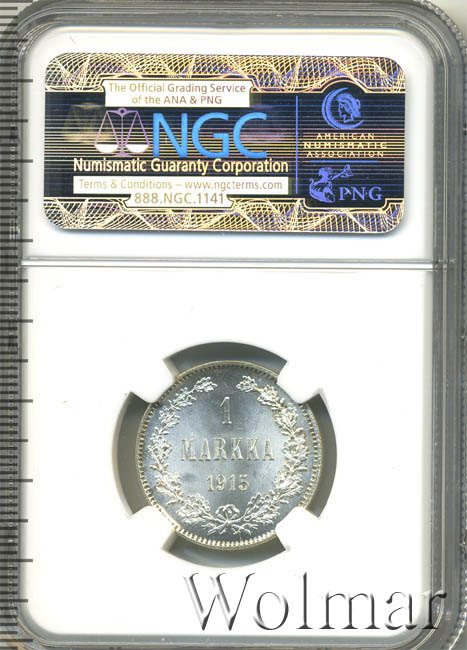 The Official Grading Service
of the ANA & PNG
NGC
Numismatic Guaranty Corporation
Terms & Conditions – www.ngcterms.com
888.NGC.1141
AMERICAN
NUMISMATIC
ASSOCIATION
PNG
1
MARKKA
1915
Wolmar